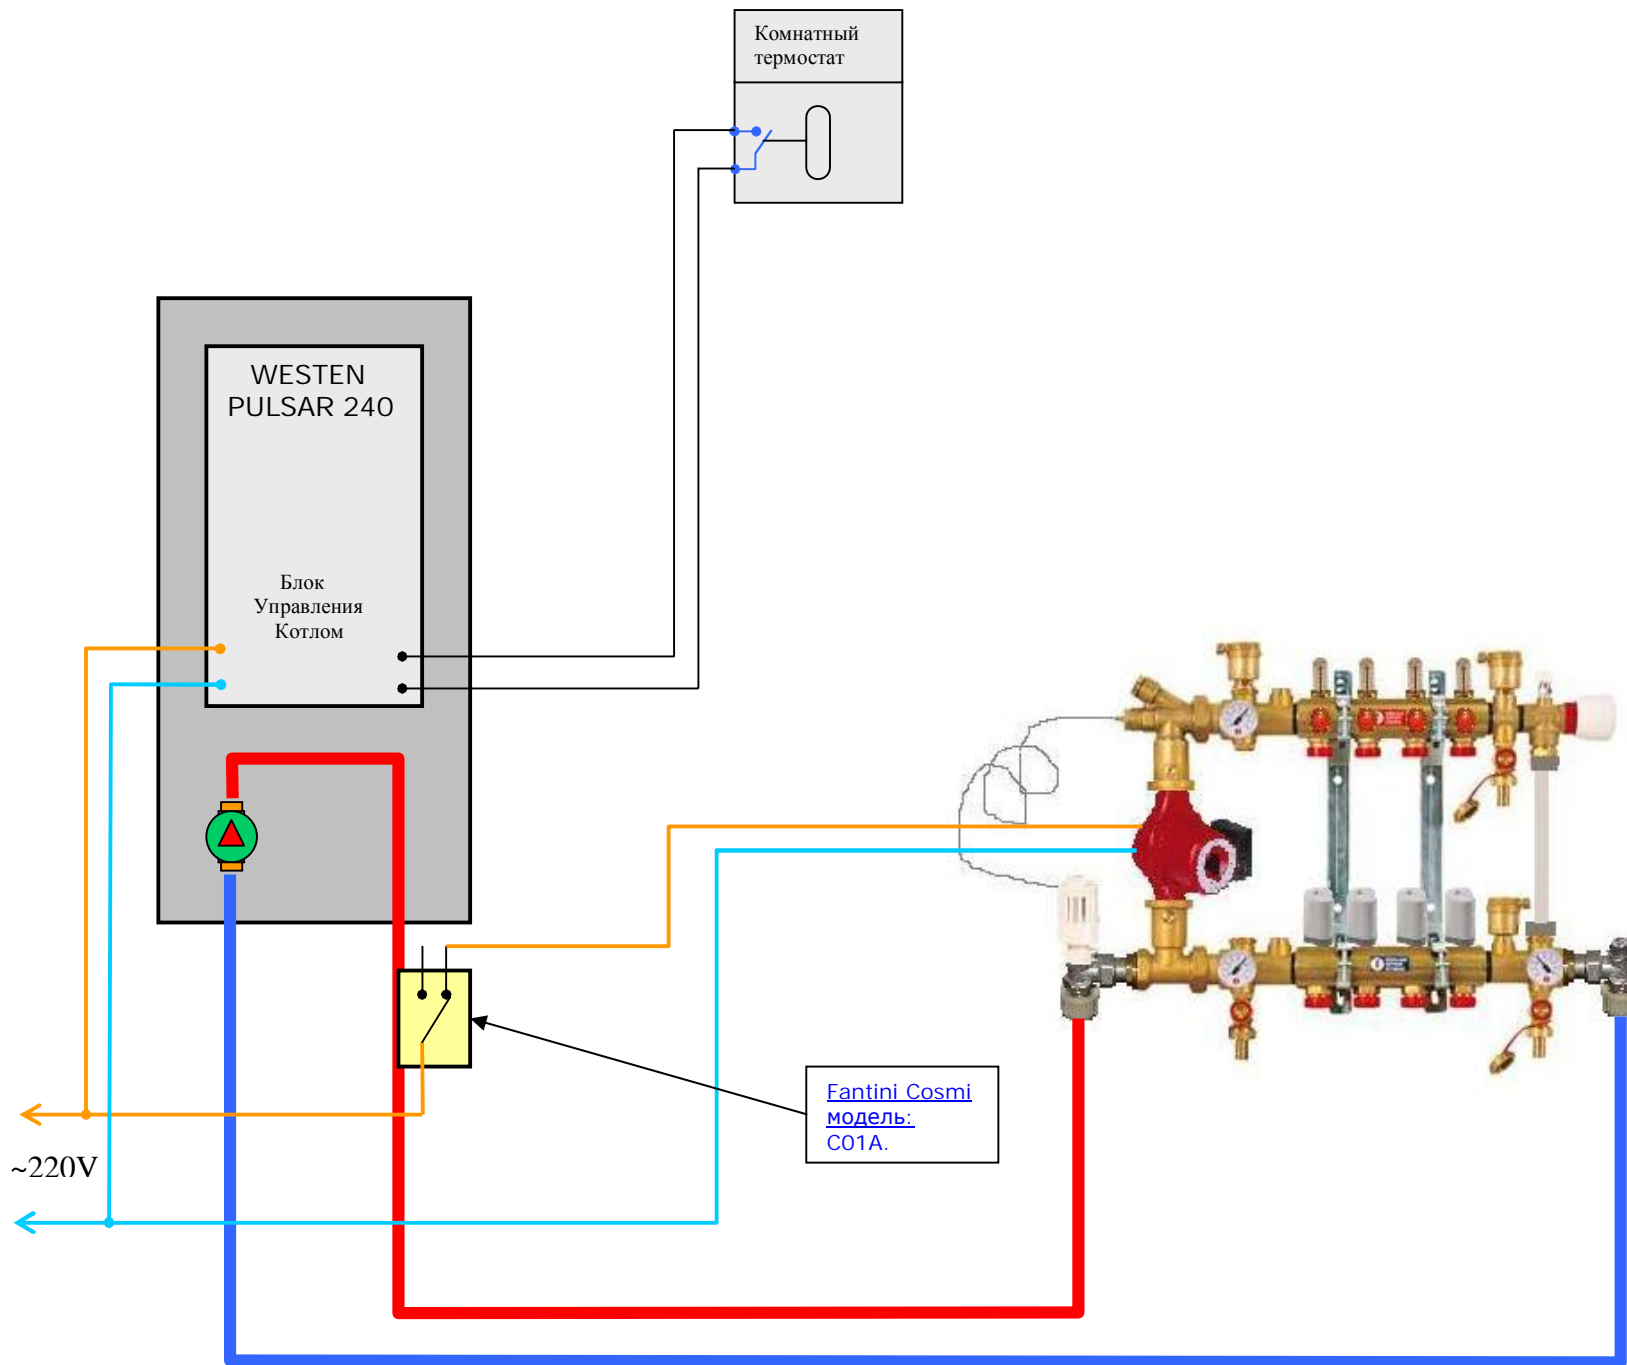 Комнатный
термостат
WESTEN
PULSAR 240
Блок
Управления
Котлом
Fantini Cosmi
модель:
C01A.
~220V